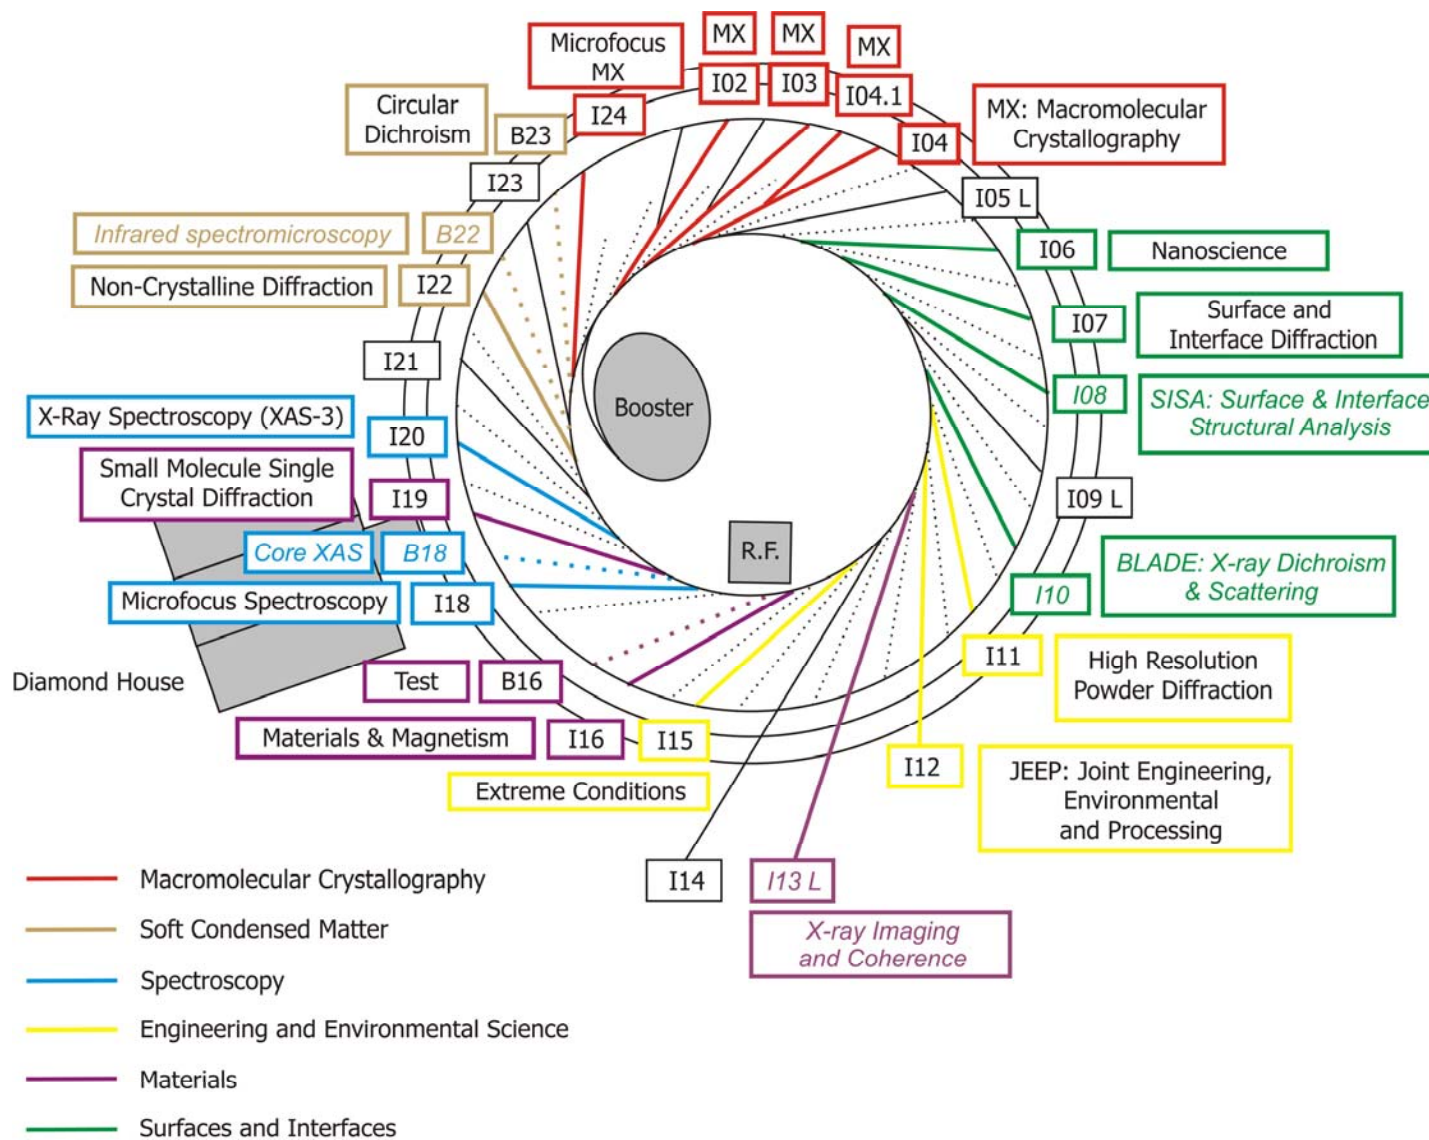 Microfocus
MX
MX
MX
MX
I24
I02
I03
I04.1
I04
MX: Macromolecular
Crystallography
Circular
Dichroism
B23
I23
I05 L
Infrared spectromicroscopy
B22
I06
Nanoscience
Non-Crystalline Diffraction
I22
I07
Surface and
Interface Diffraction
I21
I08
SISA: Surface & Interface
Structural Analysis
X-Ray Spectroscopy (XAS-3)
I20
Booster
Small Molecule Single
Crystal Diffraction
I19
I09 L
R.F.
Core XAS
B18
BLADE: X-ray Dichroism
& Scattering
I10
Microfocus Spectroscopy
I18
I11
High Resolution
Powder Diffraction
Diamond House
Test
B16
Materials & Magnetism
I16
I15
I12
JEEP: Joint Engineering,
Environmental
and Processing
Extreme Conditions
I14
I13 L
X-ray Imaging
and Coherence
Macromolecular Crystallography
Soft Condensed Matter
Spectroscopy
Engineering and Environmental Science
Materials
Surfaces and Interfaces